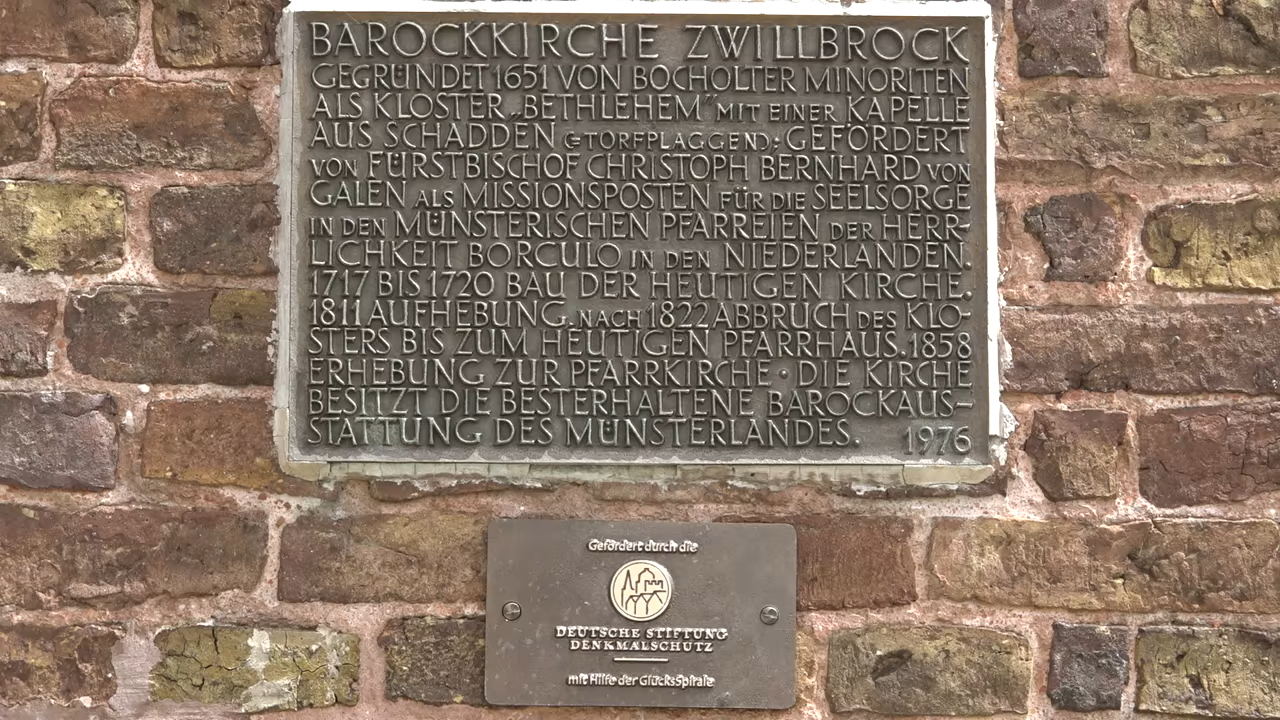 BAROCKKIRCHE ZWILLBROCK
GEGRÜNDET 1651 VON BOCHOLTER MINORITEN
ALS KLOSTER „BETHLEHEM" MIT EINER KAPELLE
AUS SCHADDEN (=TORFPLAGGEN); GEFÖRDERT
VON FÜRSTBISCHOF CHRISTOPH BERNHARD VON
GALEN ALS MISSIONSPOSTEN FÜR DIE SEELSORGE
IN DEN MÜNSTERISCHEN PFARREIEN DER HERR-
LICHKEIT BORCULO IN DEN NIEDERLANDEN.
1717 BIS 1720 BAU DER HEUTIGEN KIRCHE.
1811 AUFHEBUNG. NACH 1822 ABBRUCH DES KLO-
STERS BIS ZUM HEUTIGEN PFARRHAUS. 1858
ERHEBUNG ZUR PFARRKIRCHE · DIE KIRCHE
BESITZT DIE BESTERHALTENE BAROCKAUS-
STATTUNG DES MÜNSTERLANDES. 1976
Gefördert durch die
DEUTSCHE STIFTUNG
DENKMALSCHUTZ
mit Hilfe der GlücksSpirale